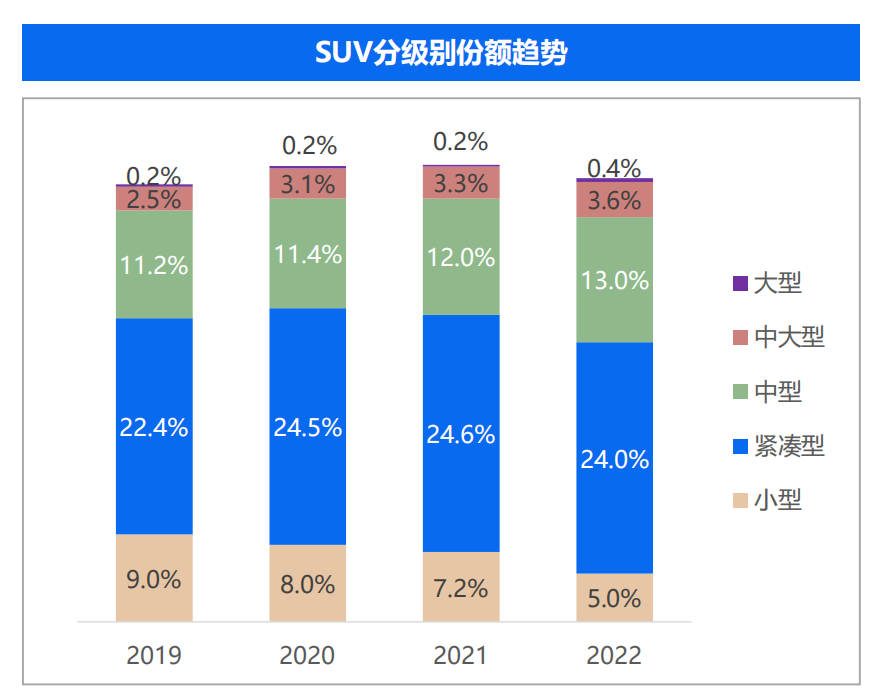 SUV分级别份额趋势
0.2% 0.2% 0.2% 0.4%
2.5% 3.1% 3.3% 3.6%
11.2% 11.4% 12.0% 13.0%
22.4% 24.5% 24.6% 24.0%
9.0% 8.0% 7.2% 5.0%
2019 2020 2021 2022
大型
中大型
中型
紧凑型
小型